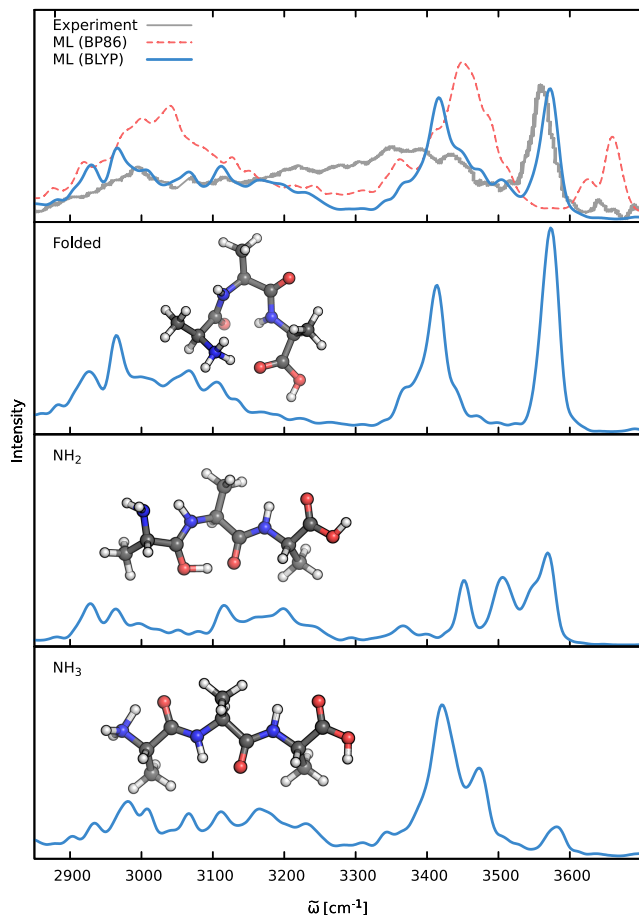 Experiment
ML (BP86)
ML (BLYP)
Folded
NH₂
NH₃
Intensity
2900 3000 3100 3200 3300 3400 3500 3600
ω̃ [cm⁻¹]